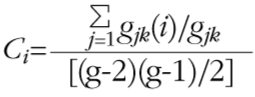 C_i = \frac{\sum_{j=1} g_{jk}(i)/g_{jk}}{[(g-2)(g-1)/2]}